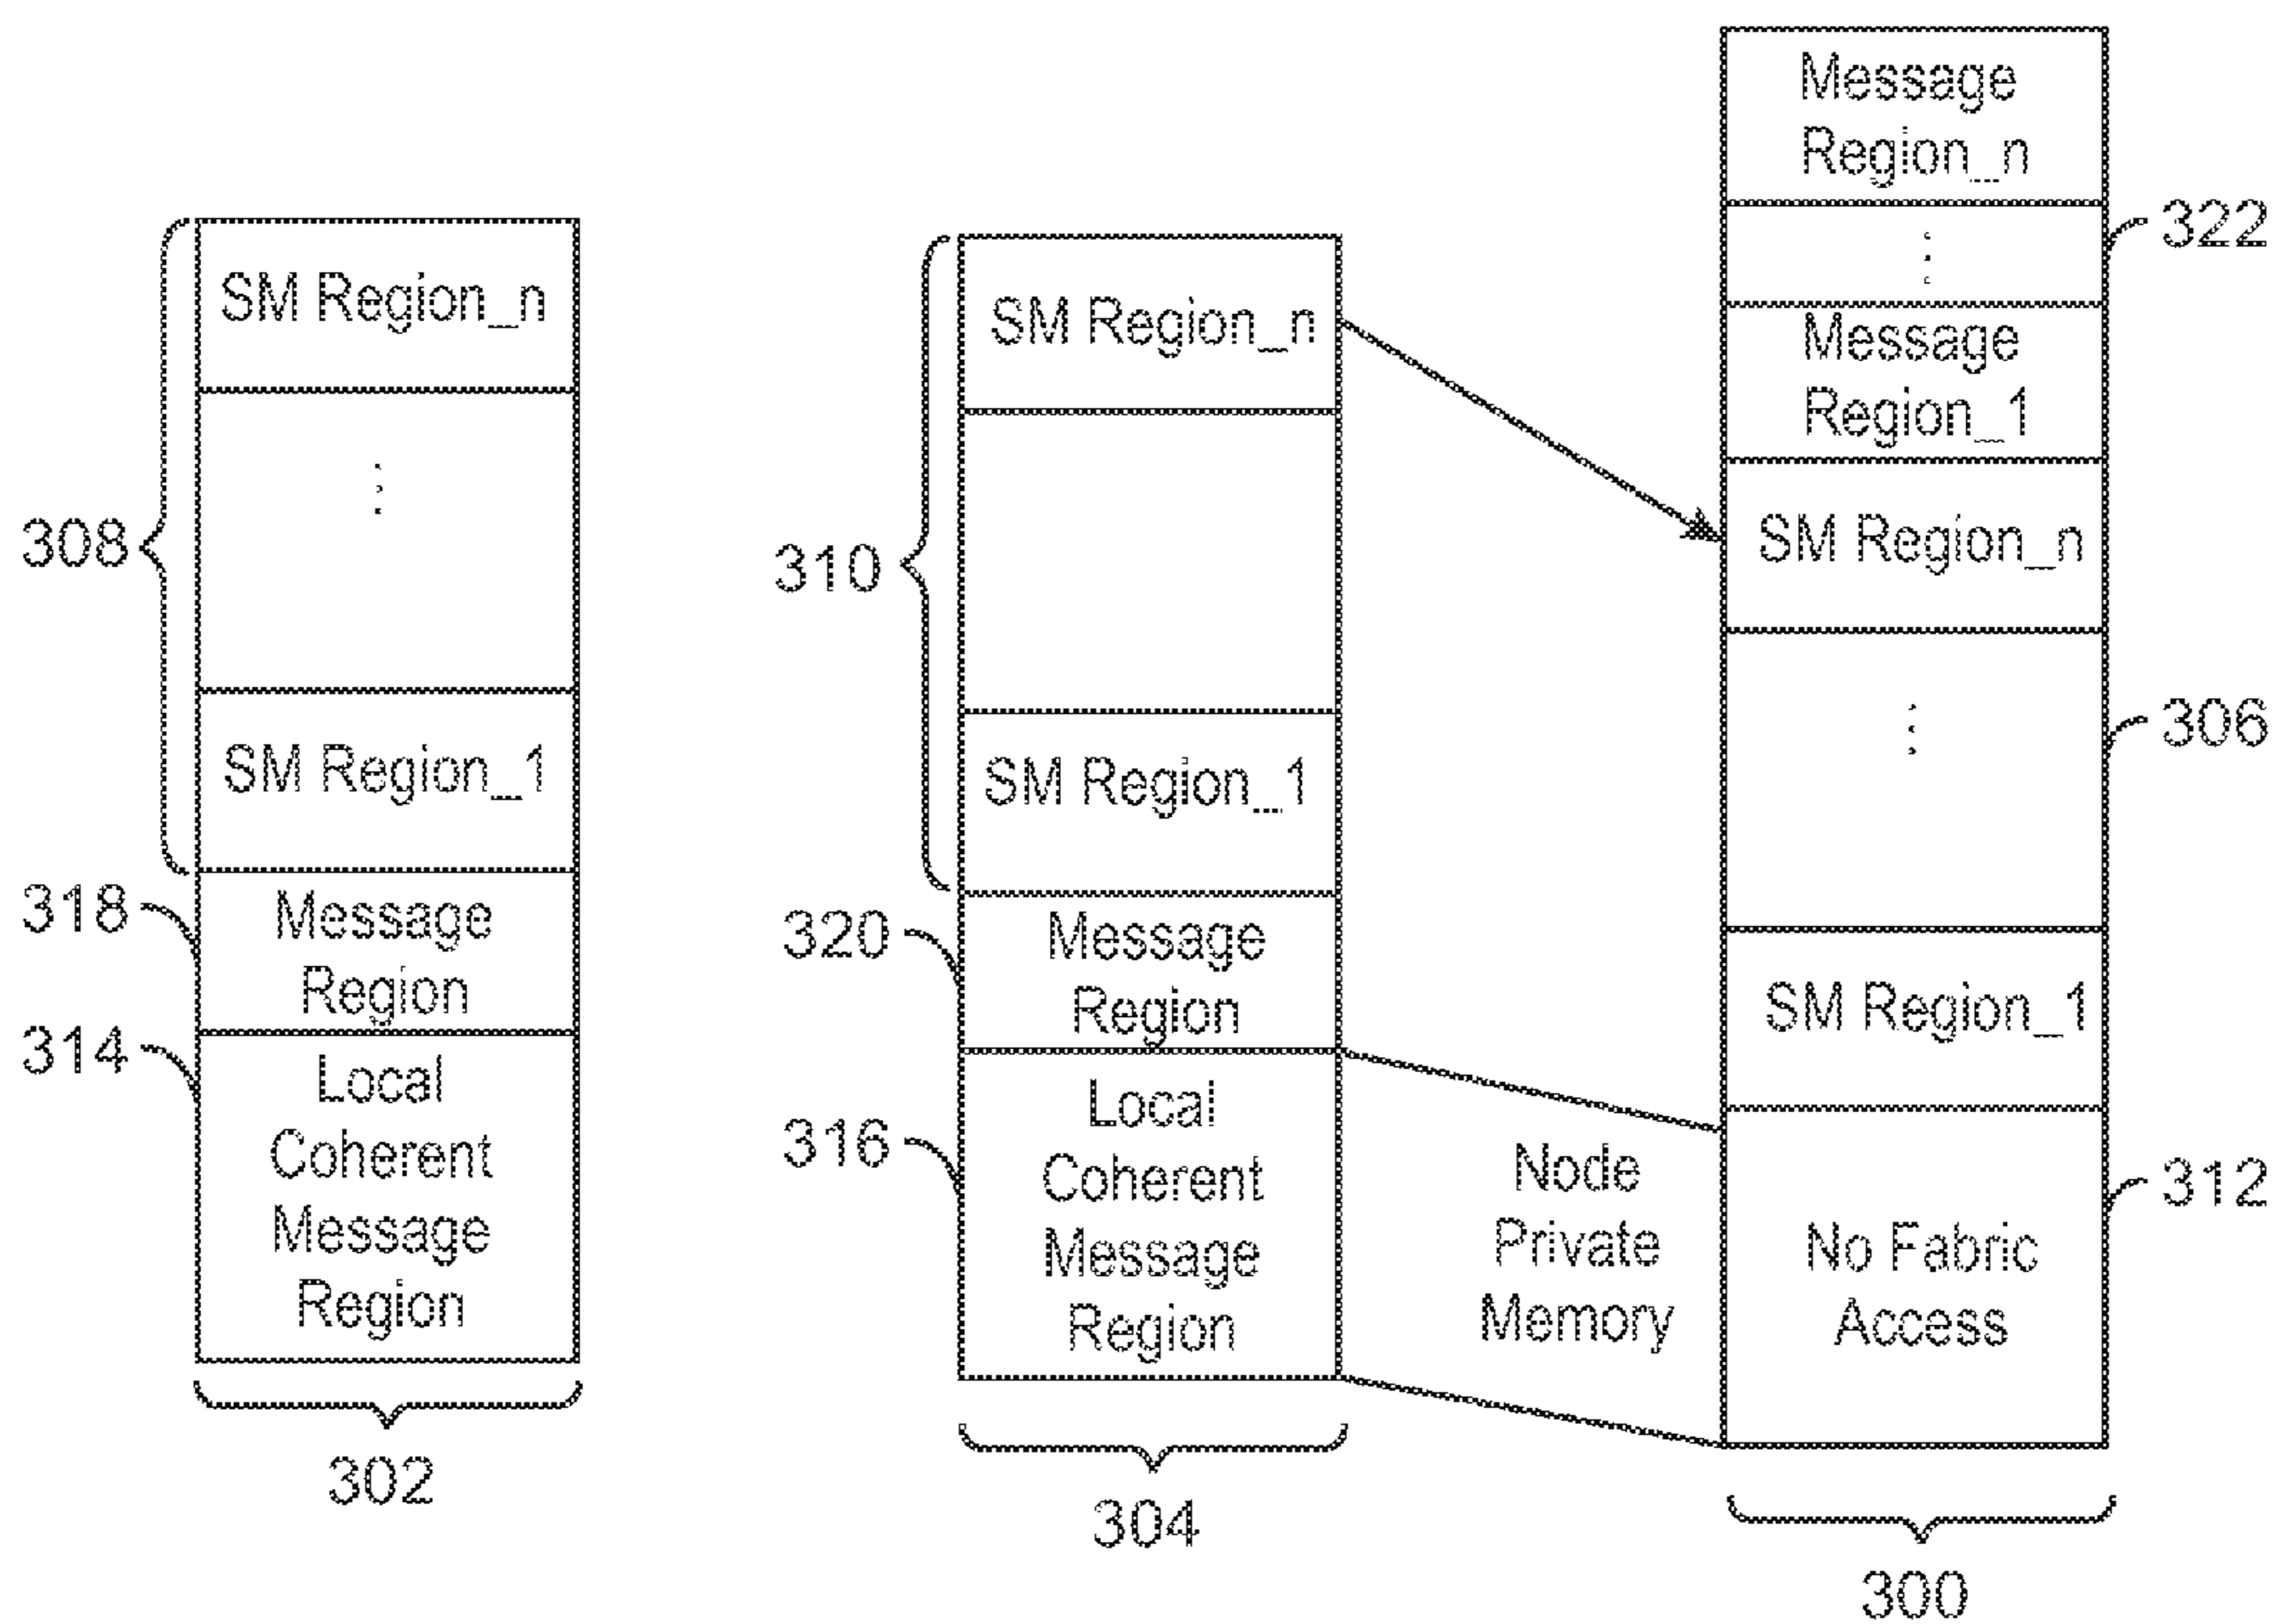 308
SM Region_n
⋮
SM Region_1
318
Message
Region
314
Local
Coherent
Message
Region
302
310
SM Region_n
SM Region_1
320
Message
Region
316
Local
Coherent
Message
Region
304
Node
Private
Memory
Message
Region_n
⋮
322
Message
Region_1
SM Region_n
⋮
306
SM Region_1
312
No Fabric
Access
300